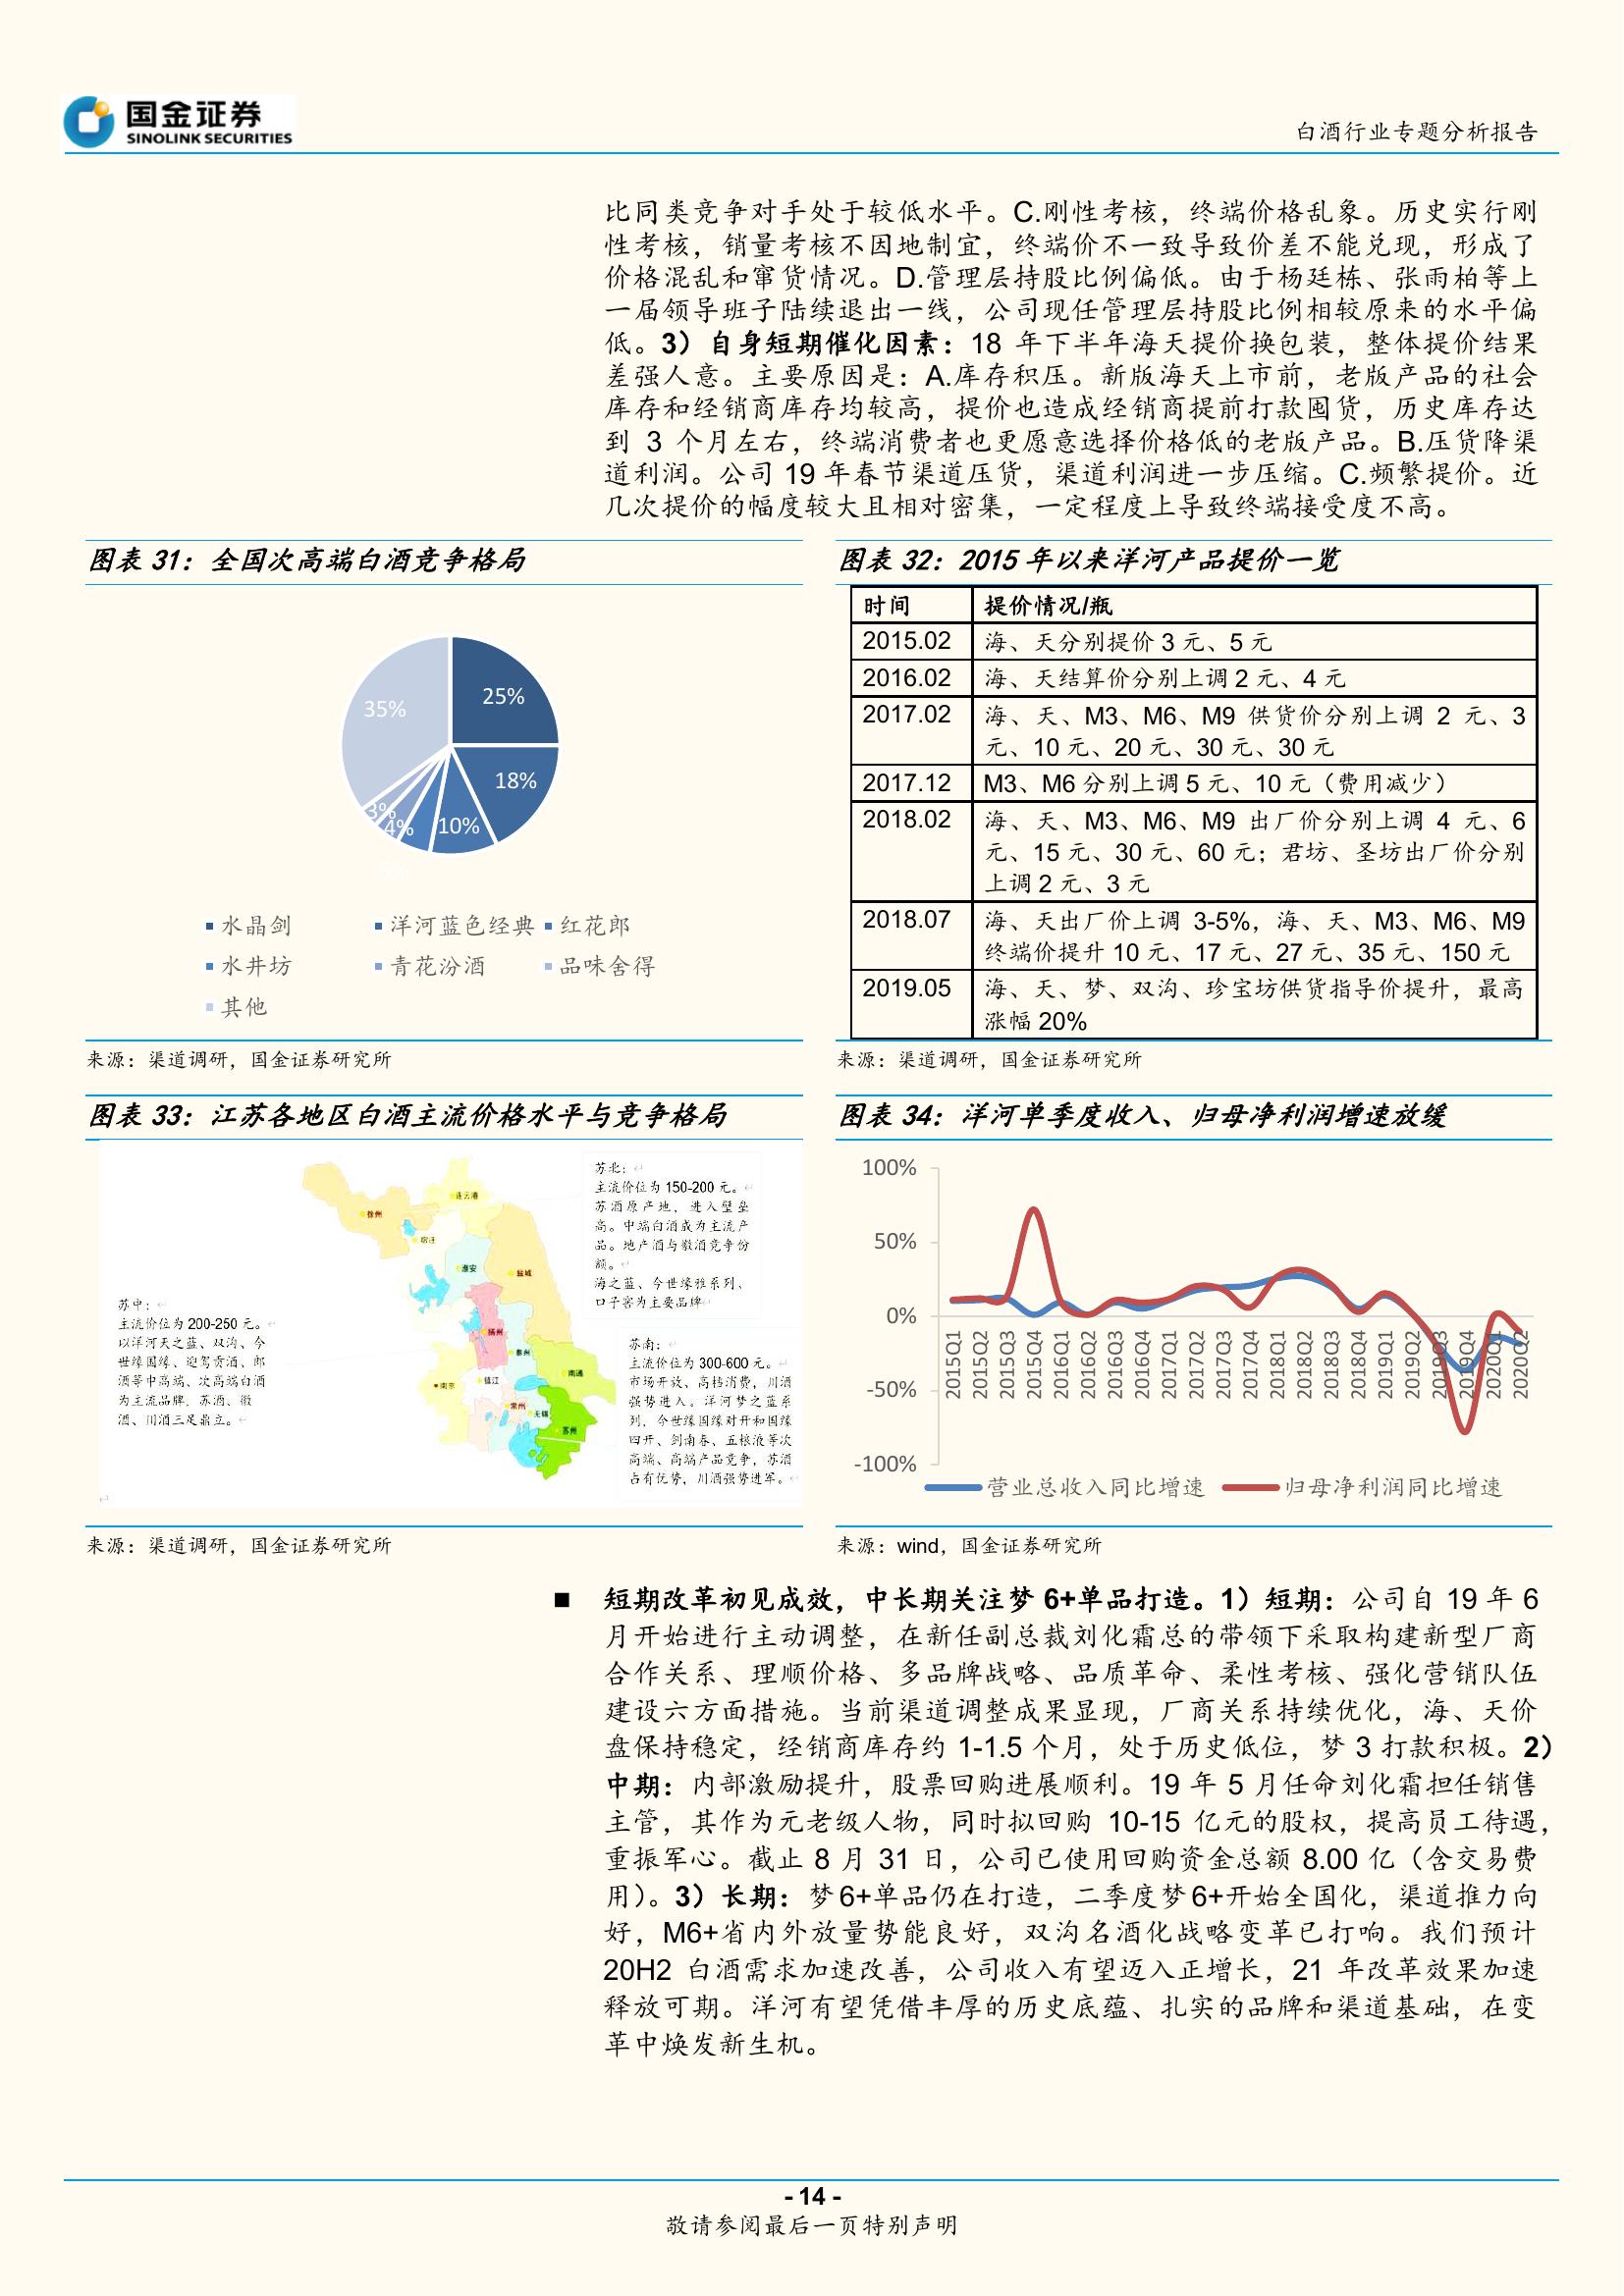 国金证券
SINOLINK SECURITIES
白酒行业专题分析报告
比同类竞争对手处于较低水平。C.刚性考核，终端价格乱象。历史实行刚
性考核，销量考核不因地制宜，终端价不一致导致价差不能兑现，形成了
价格混乱和窜货情况。D.管理层持股比例偏低。由于杨廷栋、张雨柏等上
一届领导班子陆续退出一线，公司现任管理层持股比例相较原来的水平偏
低。3）自身短期催化因素：18 年下半年海天提价换包装，整体提价结果
差强人意。主要原因是：A.库存积压。新版海天上市前，老版产品的社会
库存和经销商库存均较高，提价也造成经销商提前打款囤货，历史库存达
到 3 个月左右，终端消费者也更愿意选择价格低的老版产品。B.压货降渠
道利润。公司 19 年春节渠道压货，渠道利润进一步压缩。C.频繁提价。近
几次提价的幅度较大且相对密集，一定程度上导致终端接受度不高。
图表 31：全国次高端白酒竞争格局
25%
18%
10%
4%
3%
35%
水晶剑 洋河蓝色经典 红花郎
水井坊 青花汾酒 品味舍得
其他
来源：渠道调研，国金证券研究所
图表 32：2015 年以来洋河产品提价一览
时间 提价情况/瓶
2015.02 海、天分别提价 3 元、5 元
2016.02 海、天结算价分别上调 2 元、4 元
2017.02 海、天、M3、M6、M9 供货价分别上调 2 元、3
元、10 元、20 元、30 元、30 元
2017.12 M3、M6 分别上调 5 元、10 元（费用减少）
2018.02 海、天、M3、M6、M9 出厂价分别上调 4 元、6
元、15 元、30 元、60 元；君坊、圣坊出厂价分别
上调 2 元、3 元
2018.07 海、天出厂价上调 3-5%，海、天、M3、M6、M9
终端价提升 10 元、17 元、27 元、35 元、150 元
2019.05 海、天、梦、双沟、珍宝坊供货指导价提升，最高
涨幅 20%
来源：渠道调研，国金证券研究所
图表 33：江苏各地区白酒主流价格水平与竞争格局
苏北：
主流价位为 150-200 元。
苏酒原产地，进入壁垒
高。中端白酒成为主流产
品。地产酒与徽酒竞争份
额。
海之蓝、今世缘雅系列、
口子窖为主要品牌
苏中：
主流价位为 200-250 元。
以洋河天之蓝、双沟、今
世缘国缘、迎驾贡酒、郎
酒等中高端、次高端白酒
为主流品牌，苏酒、徽
酒、川酒三足鼎立。
苏南：
主流价位为 300-600 元。
市场开放、高档消费，川酒
强势进入。洋河梦之蓝系
列，今世缘国缘对开和国缘
四开、剑南春、五粮液等次
高端、高端产品竞争，苏酒
占有优势，川酒强势进军。
连云港
徐州
宿迁
淮安
盐城
扬州
泰州
南京
镇江
南通
常州
无锡
苏州
来源：渠道调研，国金证券研究所
图表 34：洋河单季度收入、归母净利润增速放缓
100%
50%
0%
-50%
-100%
2015Q1
2015Q2
2015Q3
2015Q4
2016Q1
2016Q2
2016Q3
2016Q4
2017Q1
2017Q2
2017Q3
2017Q4
2018Q1
2018Q2
2018Q3
2018Q4
2019Q1
2019Q2
2019Q3
2019Q4
2020Q1
2020Q2
营业总收入同比增速 归母净利润同比增速
来源：wind，国金证券研究所
■ 短期改革初见成效，中长期关注梦 6+单品打造。1）短期：公司自 19 年 6
月开始进行主动调整，在新任副总裁刘化霜总的带领下采取构建新型厂商
合作关系、理顺价格、多品牌战略、品质革命、柔性考核、强化营销队伍
建设六方面措施。当前渠道调整成果显现，厂商关系持续优化，海、天价
盘保持稳定，经销商库存约 1-1.5 个月，处于历史低位，梦 3 打款积极。2）
中期：内部激励提升，股票回购进展顺利。19 年 5 月任命刘化霜担任销售
主管，其作为元老级人物，同时拟回购 10-15 亿元的股权，提高员工待遇，
重振军心。截止 8 月 31 日，公司已使用回购资金总额 8.00 亿（含交易费
用）。3）长期：梦 6+单品仍在打造，二季度梦 6+开始全国化，渠道推力向
好，M6+省内外放量势能良好，双沟名酒化战略变革已打响。我们预计
20H2 白酒需求加速改善，公司收入有望迈入正增长，21 年改革效果加速
释放可期。洋河有望凭借丰厚的历史底蕴、扎实的品牌和渠道基础，在变
革中焕发新生机。
- 14 -
敬请参阅最后一页特别声明